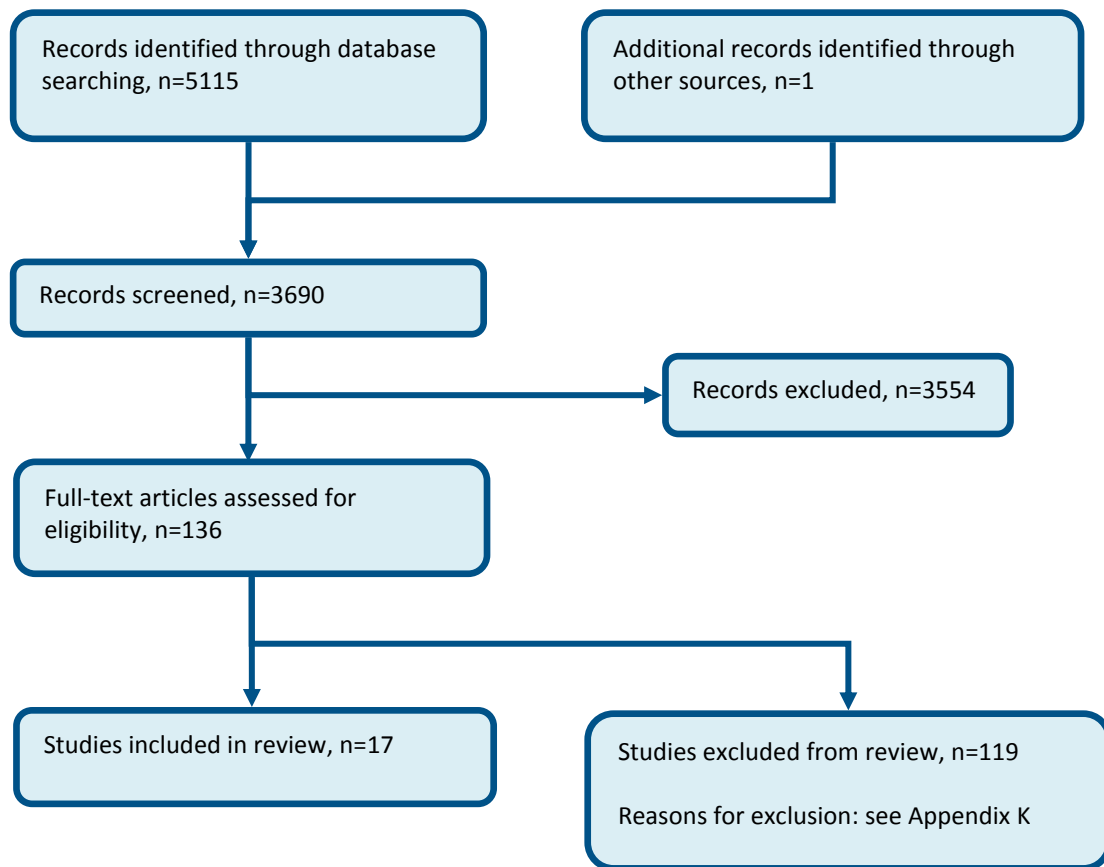 Records identified through database
searching, n=5115
Additional records identified through
other sources, n=1
Records screened, n=3690
Records excluded, n=3554
Full-text articles assessed for
eligibility, n=136
Studies included in review, n=17
Studies excluded from review, n=119
Reasons for exclusion: see Appendix K